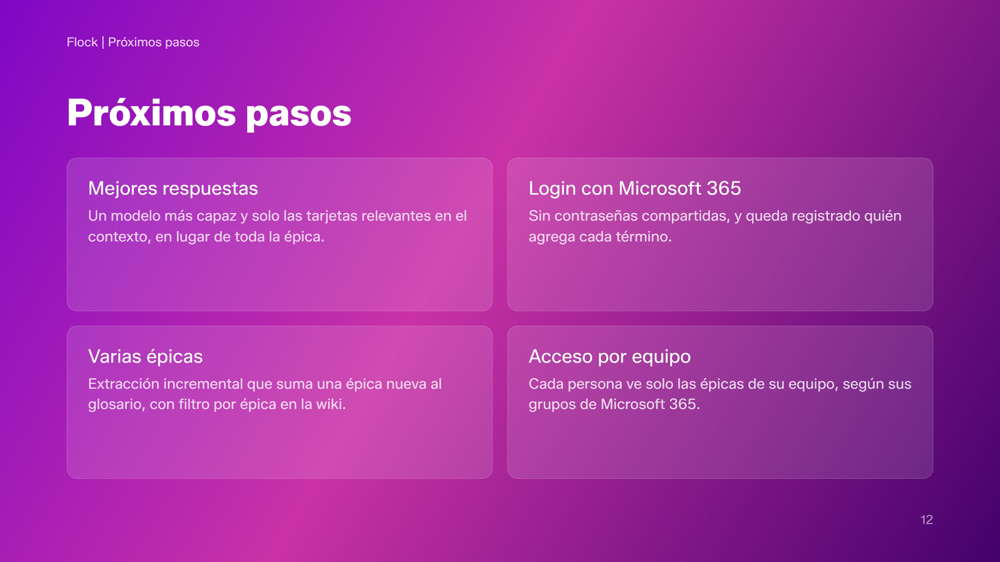 Flock | Próximos pasos
Próximos pasos
Mejores respuestas
Un modelo más capaz y solo las tarjetas relevantes en el
contexto, en lugar de toda la épica.
Login con Microsoft 365
Sin contraseñas compartidas, y queda registrado quién
agrega cada término.
Varias épicas
Extracción incremental que suma una épica nueva al
glosario, con filtro por épica en la wiki.
Acceso por equipo
Cada persona ve solo las épicas de su equipo, según sus
grupos de Microsoft 365.
12